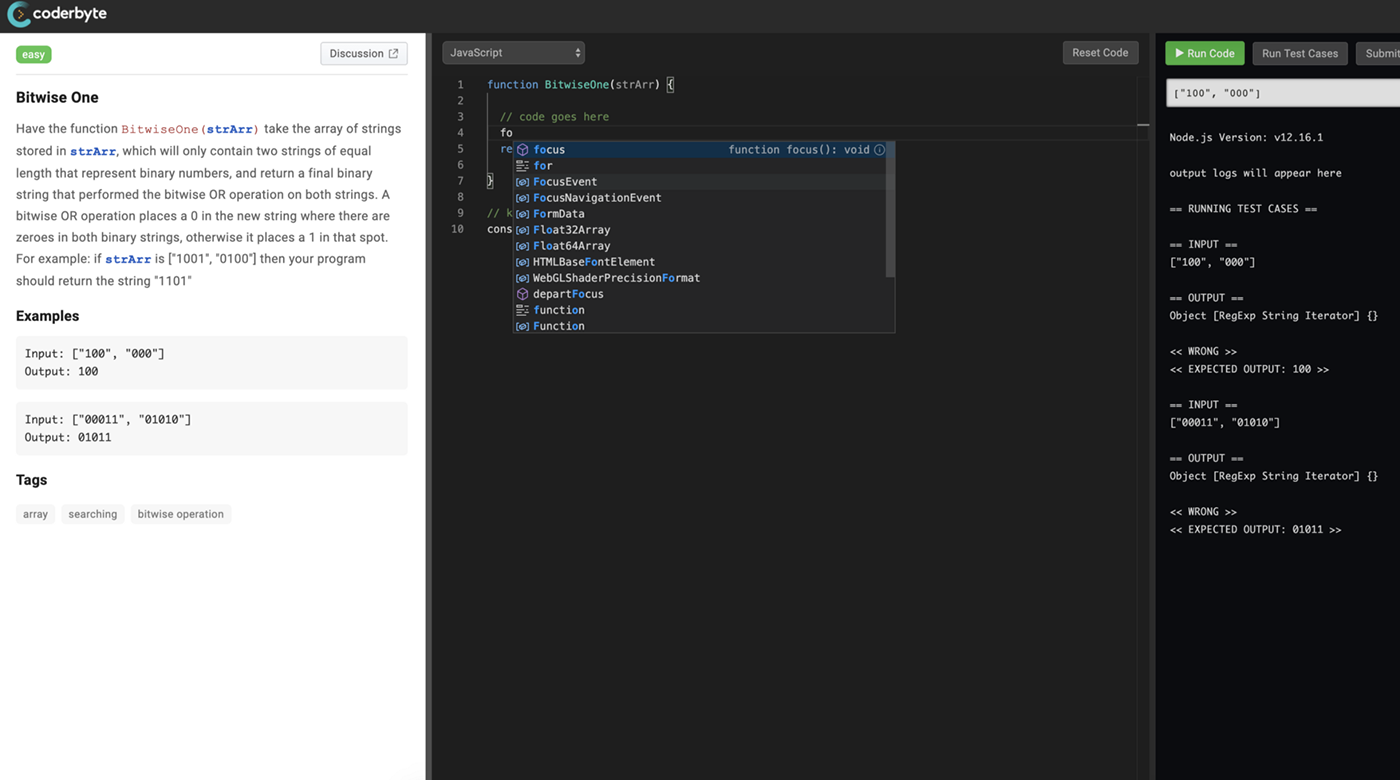 coderbyte
easy
Discussion
Bitwise One
Have the function BitwiseOne(strArr) take the array of strings
stored in strArr, which will only contain two strings of equal
length that represent binary numbers, and return a final binary
string that performed the bitwise OR operation on both strings. A
bitwise OR operation places a 0 in the new string where there are
zeroes in both binary strings, otherwise it places a 1 in that spot.
For example: if strArr is ["1001", "0100"] then your program
should return the string "1101"
Examples
Input: ["100", "000"]
Output: 100
Input: ["00011", "01010"]
Output: 01011
Tags
array searching bitwise operation
JavaScript
Reset Code
1 function BitwiseOne(strArr) {
2
3 // code goes here
4 fo
5 re
6
7 }
8
9 // k
10 cons
focus function focus(): void
for
FocusEvent
FocusNavigationEvent
FormData
Float32Array
Float64Array
HTMLBaseFontElement
WebGLShaderPrecisionFormat
departFocus
function
Function
Run Code Run Test Cases Submit
["100", "000"]
Node.js Version: v12.16.1
output logs will appear here
== RUNNING TEST CASES ==
== INPUT ==
["100", "000"]
== OUTPUT ==
Object [RegExp String Iterator] {}
<< WRONG >>
<< EXPECTED OUTPUT: 100 >>
== INPUT ==
["00011", "01010"]
== OUTPUT ==
Object [RegExp String Iterator] {}
<< WRONG >>
<< EXPECTED OUTPUT: 01011 >>